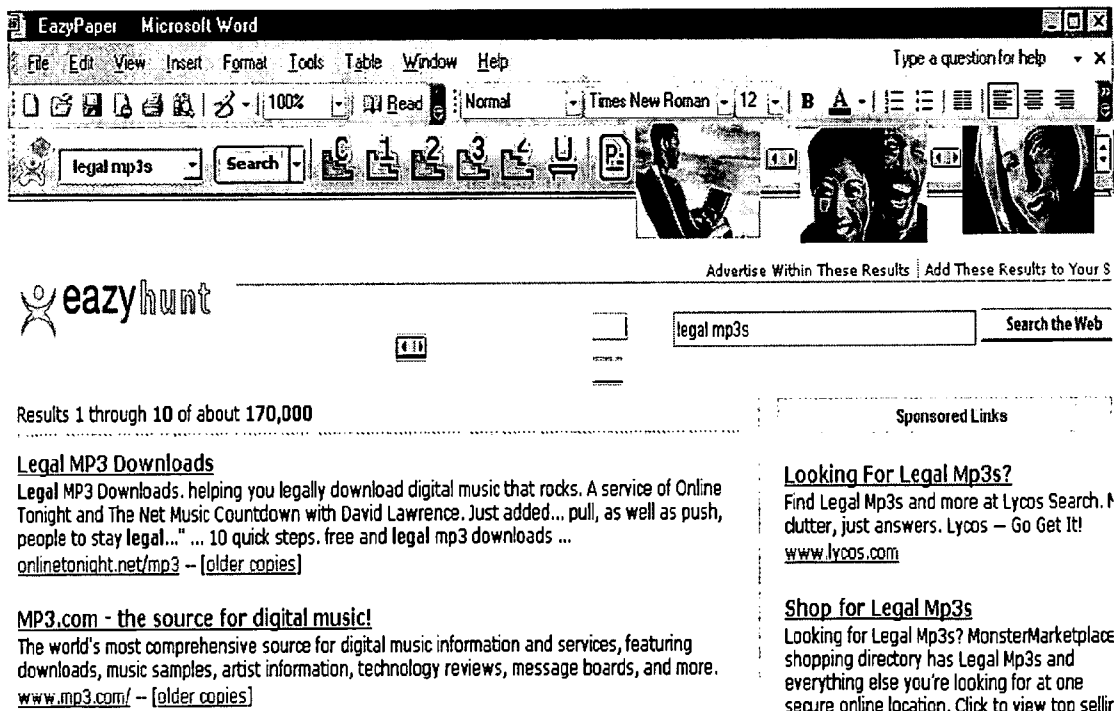 EazyPaper Microsoft Word
File Edit View Insert Format Tools Table Window Help Type a question for help
100% Read Normal Times New Roman 12 B A
legal mp3s Search 0 1 2 3 4 U P.
Advertise Within These Results Add These Results to Your S
eazyhunt
legal mp3s Search the Web
Results 1 through 10 of about 170,000
Legal MP3 Downloads
Legal MP3 Downloads. helping you legally download digital music that rocks. A service of Online
Tonight and The Net Music Countdown with David Lawrence. Just added... pull, as well as push,
people to stay legal..." ... 10 quick steps. free and legal mp3 downloads ...
onlinetonight.net/mp3 -- [older copies]
MP3.com - the source for digital music!
The world's most comprehensive source for digital music information and services, featuring
downloads, music samples, artist information, technology reviews, message boards, and more.
www.mp3.com/ -- [older copies]
Sponsored Links
Looking For Legal Mp3s?
Find Legal Mp3s and more at Lycos Search. N
clutter, just answers. Lycos — Go Get It!
www.lycos.com
Shop for Legal Mp3s
Looking for Legal Mp3s? MonsterMarketplace
shopping directory has Legal Mp3s and
everything else you're looking for at one
secure online location. Click to view top sellin